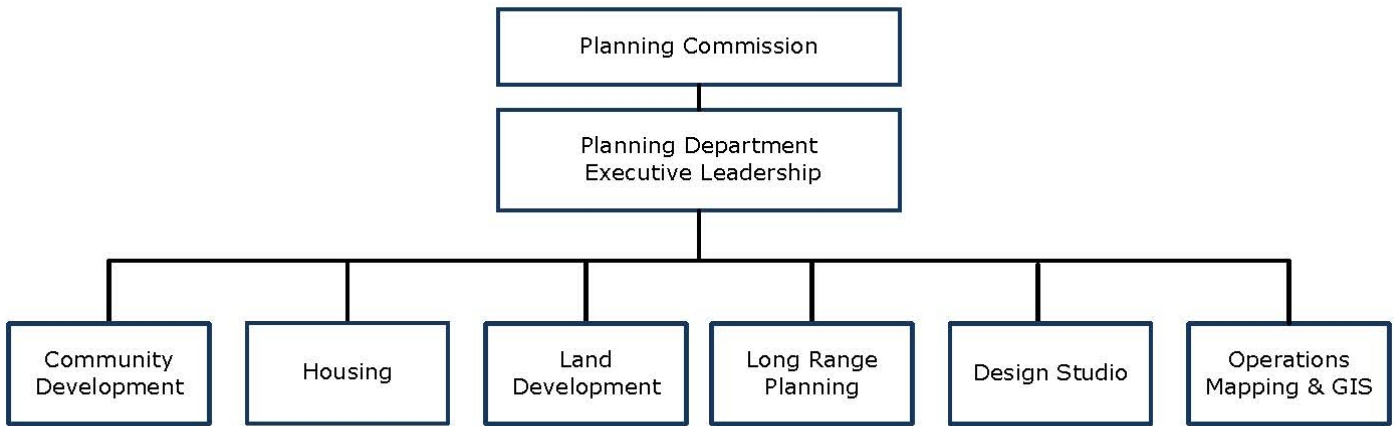 Planning Commission
Planning Department
Executive Leadership
Community
Development
Housing
Land
Development
Long Range
Planning
Design Studio
Operations
Mapping & GIS